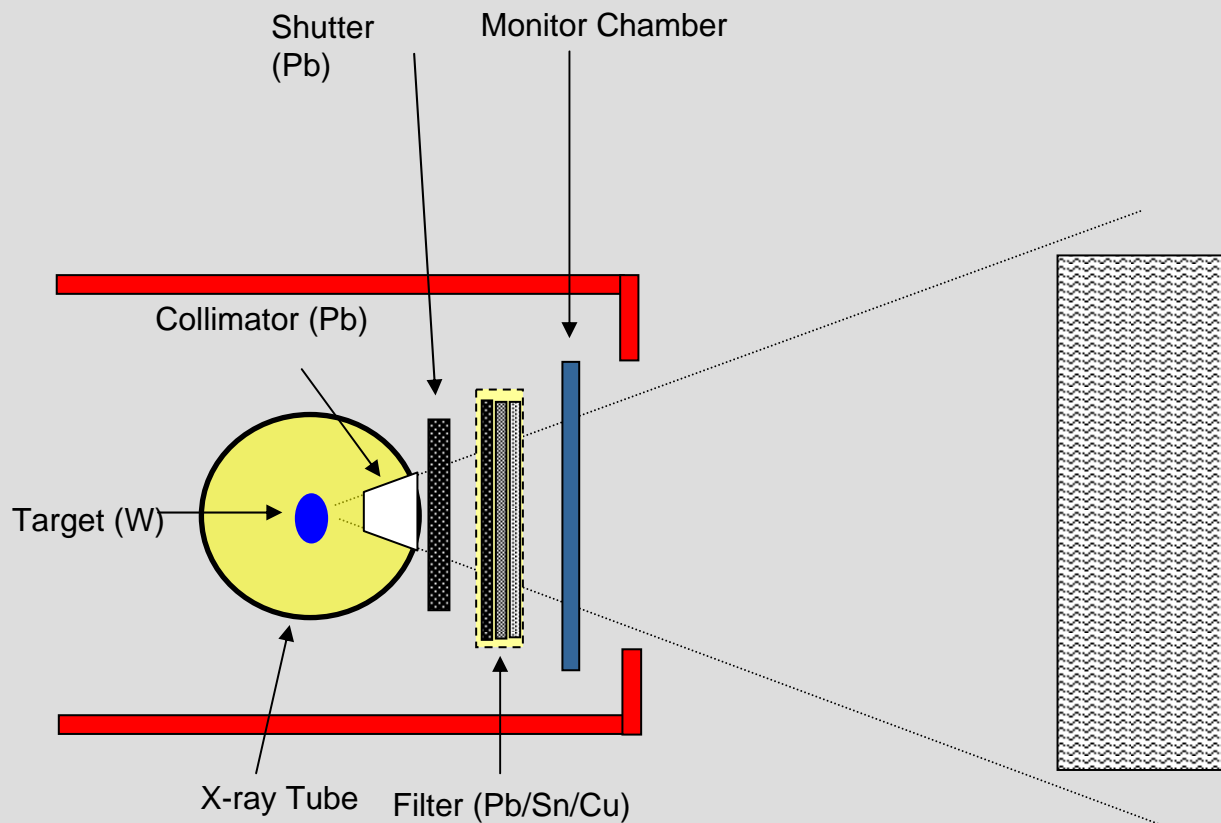 Shutter
(Pb)
Monitor Chamber
Collimator (Pb)
Target (W)
X-ray Tube
Filter (Pb/Sn/Cu)